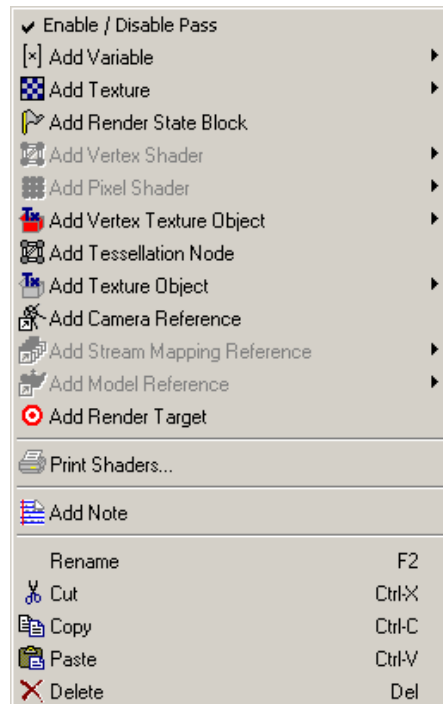 Enable / Disable Pass
Add Variable
Add Texture
Add Render State Block
Add Vertex Shader
Add Pixel Shader
Add Vertex Texture Object
Add Tessellation Node
Add Texture Object
Add Camera Reference
Add Stream Mapping Reference
Add Model Reference
Add Render Target
Print Shaders...
Add Note
Rename F2
Cut Ctrl-X
Copy Ctrl-C
Paste Ctrl-V
Delete Del